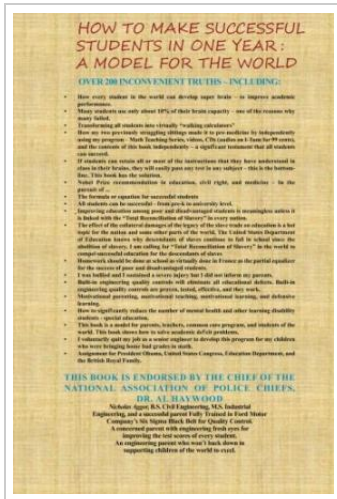 HOW TO MAKE SUCCESSFUL
STUDENTS IN ONE YEAR :
A MODEL FOR THE WORLD
OVER 200 INCONVENIENT TRUTHS – INCLUDING:
• How every student in the world can develop super brain – to improve academic
performance.
• Many students use only about 10% of their brain capacity – one of the reasons why
many failed.
• Transforming all students into virtually "walking calculators"
• How my two previously struggling siblings made it to pre-medicine by independently
using my program – Math Teaching Series, videos, CDs (audios on I-Tune for 99 cents),
and the contents of this book independently – a significant testament that all students
can succeed.
• If students can retain all or most of the instructions that they have understood in
class in their brains, they will easily pass any test in any subject – this is the bottom-
line. This book has the solution.
• Nobel Prize recommendation in education, civil right, and medicine – In the
pursuit of ...
• The formula or equation for successful students
• All students can be successful – from pre-k to university level.
• Improving education among poor and disadvantaged students is meaningless unless it
is linked with the "Total Reconciliation of Slavery" in every nation.
• The effect of the collateral damages of the legacy of the slave trade on education is a hot
topic for the nation and some other parts of the world. The United States Department
of Education knows why descendants of slaves continue to fail in school since the
abolition of slavery. I am calling for "Total Reconciliation of Slavery" in the world to
compel successful education for the descendants of slaves
• Homework should be done at school as virtually done in France as the partial equalizer
for the success of poor and disadvantaged students.
• I was bullied and I sustained a severe injury but I did not inform my parents.
• Built-in engineering quality controls will eliminate all educational defects. Built-in
engineering quality controls are proven, tested, effective, and they work.
• Motivational parenting, motivational teaching, motivational learning, and defensive
learning.
• How to significantly reduce the number of mental health and other learning disability
students – special education.
• This book is a model for parents, teachers, common core program, and students of the
world. This book shows how to solve academic deficit problems.
• I voluntarily quit my job as a senior engineer to develop this program for my children
who were bringing home bad grades in math.
• Assignment for President Obama, United States Congress, Education Department, and
the British Royal Family.
THIS BOOK IS ENDORSED BY THE CHIEF OF THE
NATIONAL ASSOCIATION OF POLICE CHIEFS,
DR. AL HAYWOOD
Nicholas Agyei, B.S. Civil Engineering, M.S. Industrial
Engineering, and a successful parent Fully Trained in Ford Motor
Company's Six Sigma Black Belt for Quality Control.
A concerned parent with engineering fresh eyes for
improving the test scores of every student.
An engineering parent who won't back down in
supporting children of the world to excel.